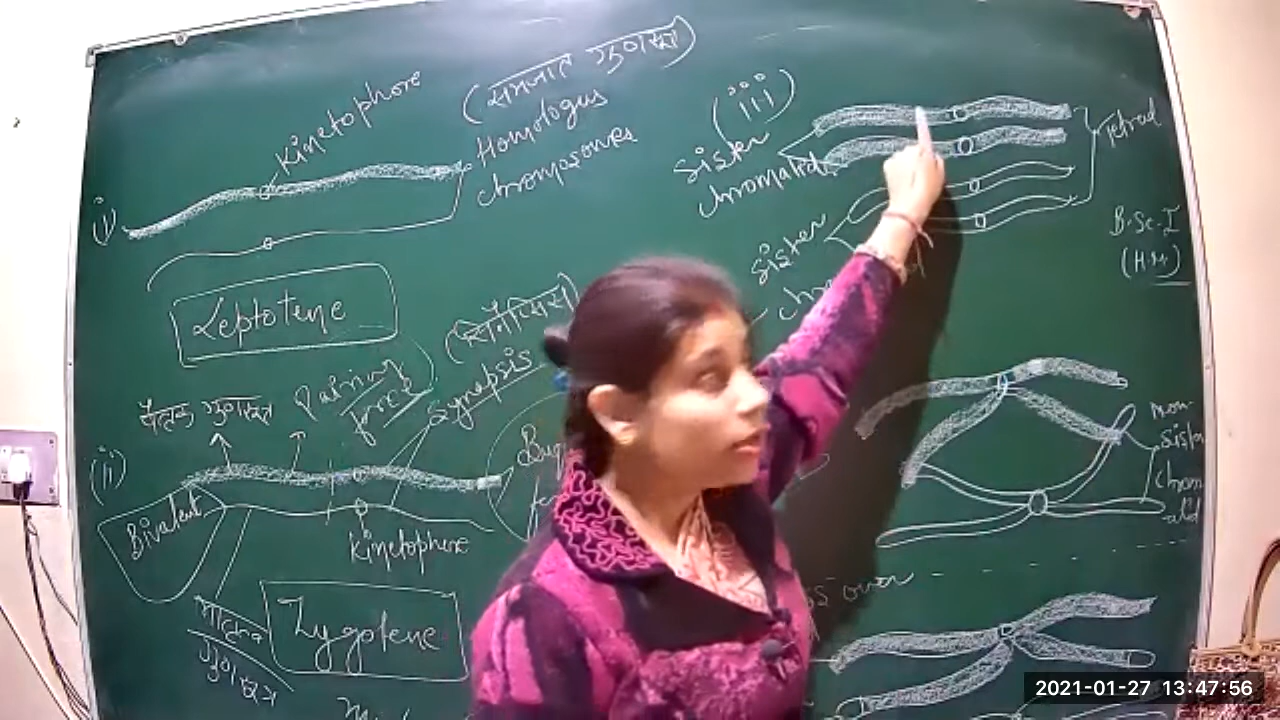 (समजात गुणसूत्र)
Homologus
chromosomes
Kinetophore
(i)
Leptotene
(iii)
Sister
chromatid
Tetrad
Sister
B.Sc-I
(H.M)
(सिनैप्सिस)
Synapsis
Pairing
पैतृक गुणसूत्र
(ii)
Bivalent
Kinetophore
Zygotene
मातृक
गुणसूत्र
non
sister
chrom
-atid
over
2021-01-27 13:47:56